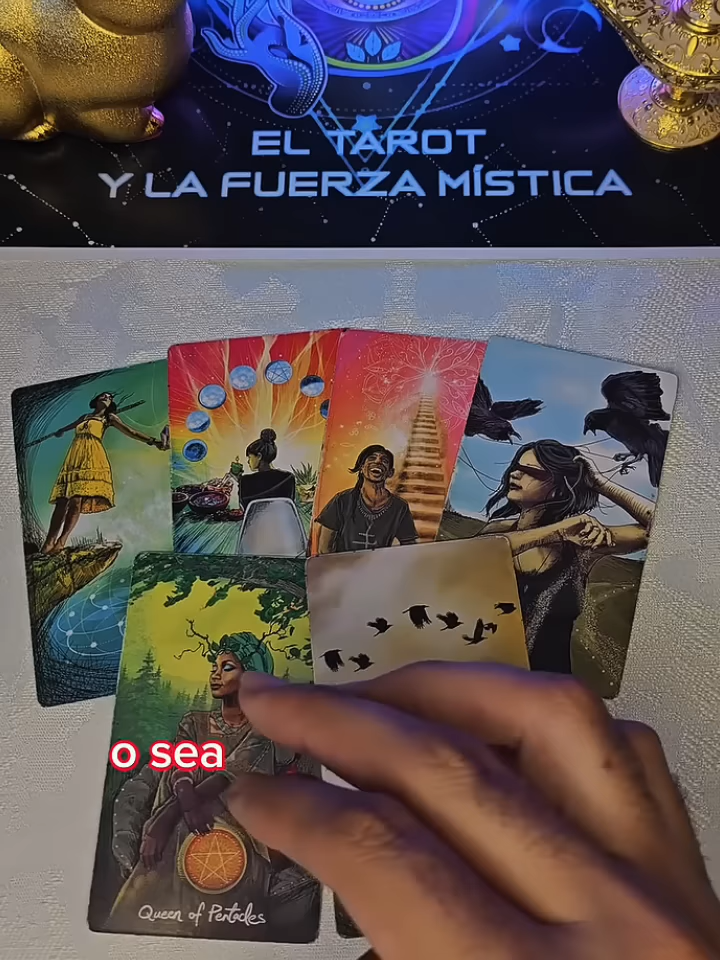 EL TAROT
Y LA FUERZA MÍSTICA
o sea
Queen of Pentacles